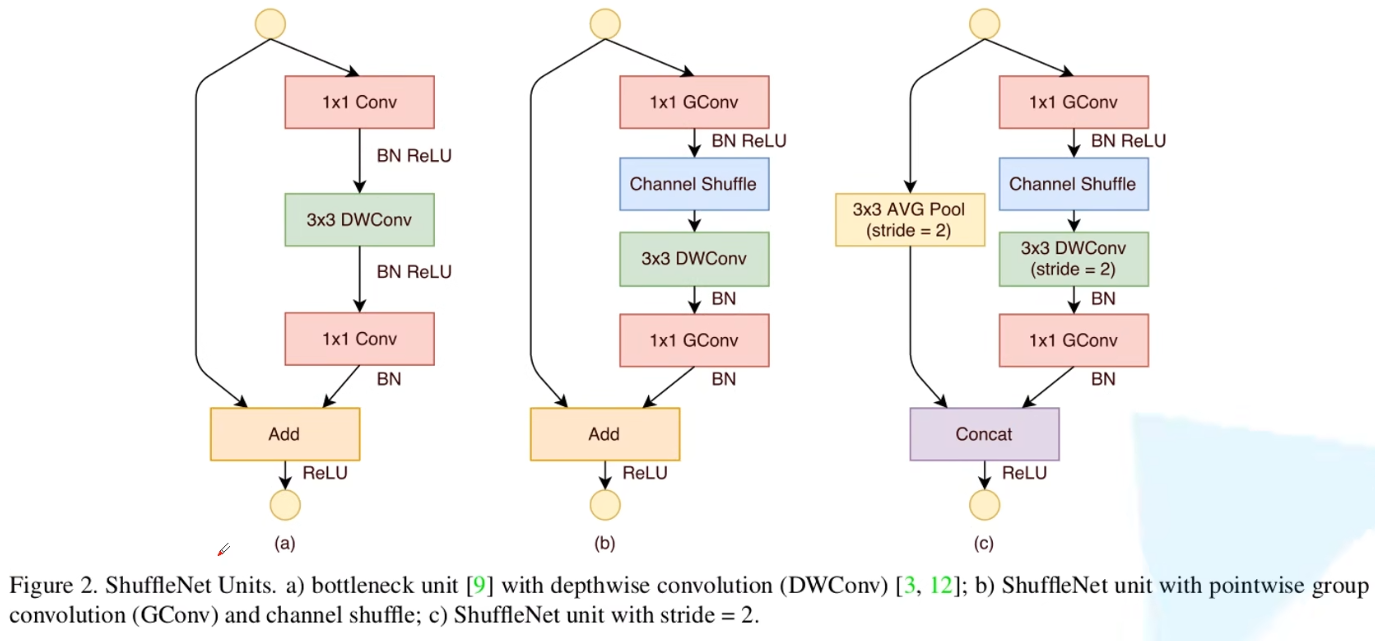 1x1 Conv
BN ReLU
3x3 DWConv
BN ReLU
1x1 Conv
BN
Add
ReLU
(a)
1x1 GConv
BN ReLU
Channel Shuffle
3x3 DWConv
BN
1x1 GConv
BN
Add
ReLU
(b)
3x3 AVG Pool
(stride = 2)
1x1 GConv
BN ReLU
Channel Shuffle
3x3 DWConv
(stride = 2)
BN
1x1 GConv
BN
Concat
ReLU
(c)
Figure 2. ShuffleNet Units. a) bottleneck unit [9] with depthwise convolution (DWConv) [3, 12]; b) ShuffleNet unit with pointwise group
convolution (GConv) and channel shuffle; c) ShuffleNet unit with stride = 2.